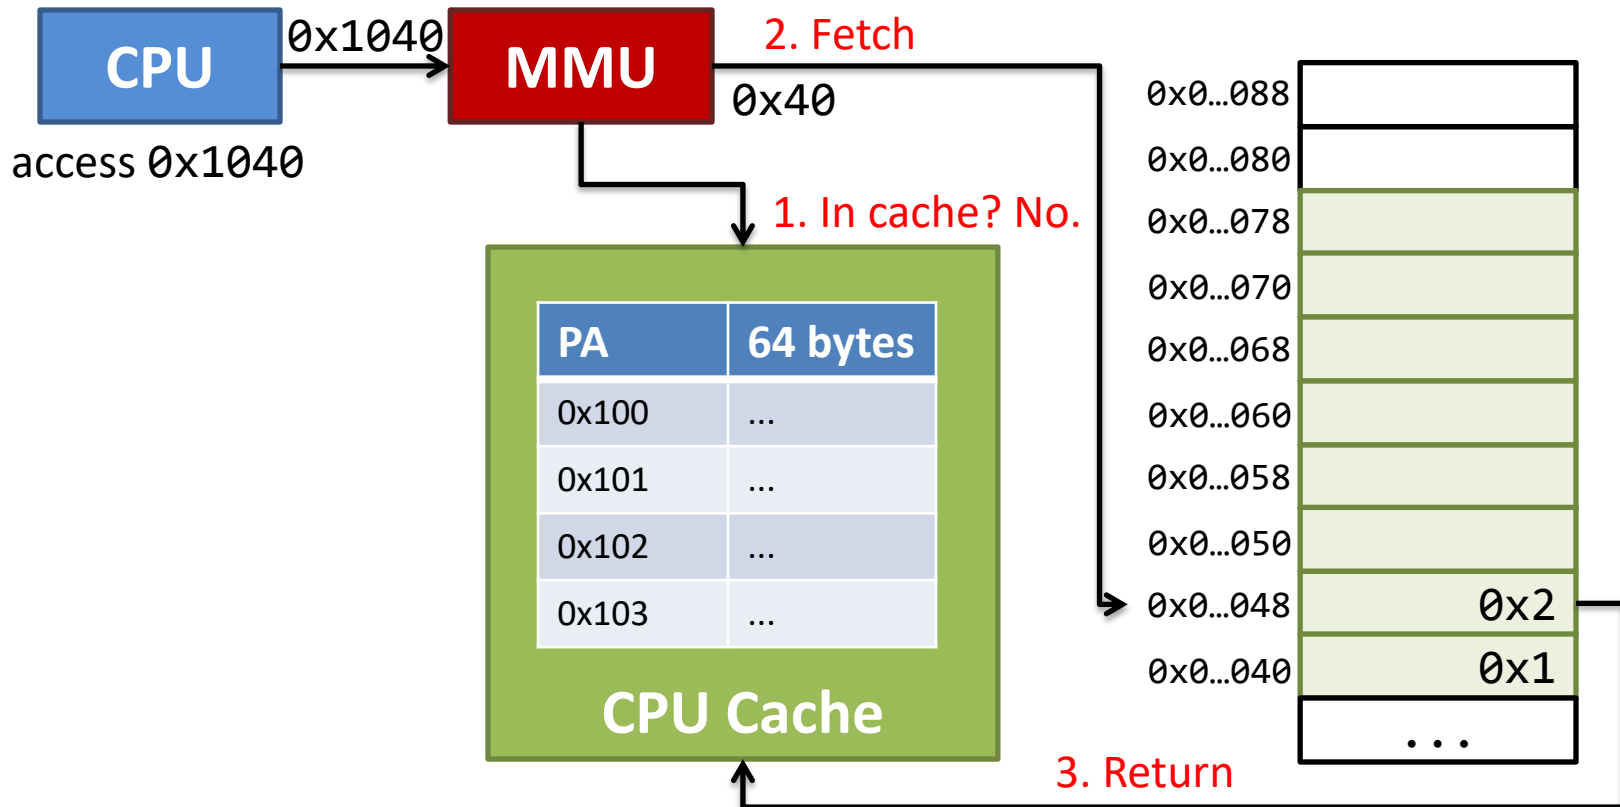 CPU
0x1040
MMU
2. Fetch
0x40
access 0x1040
1. In cache? No.
PA 64 bytes
0x100 ...
0x101 ...
0x102 ...
0x103 ...
CPU Cache
0x0…088
0x0…080
0x0…078
0x0…070
0x0…068
0x0…060
0x0…058
0x0…050
0x0…048 0x2
0x0…040 0x1
...
3. Return